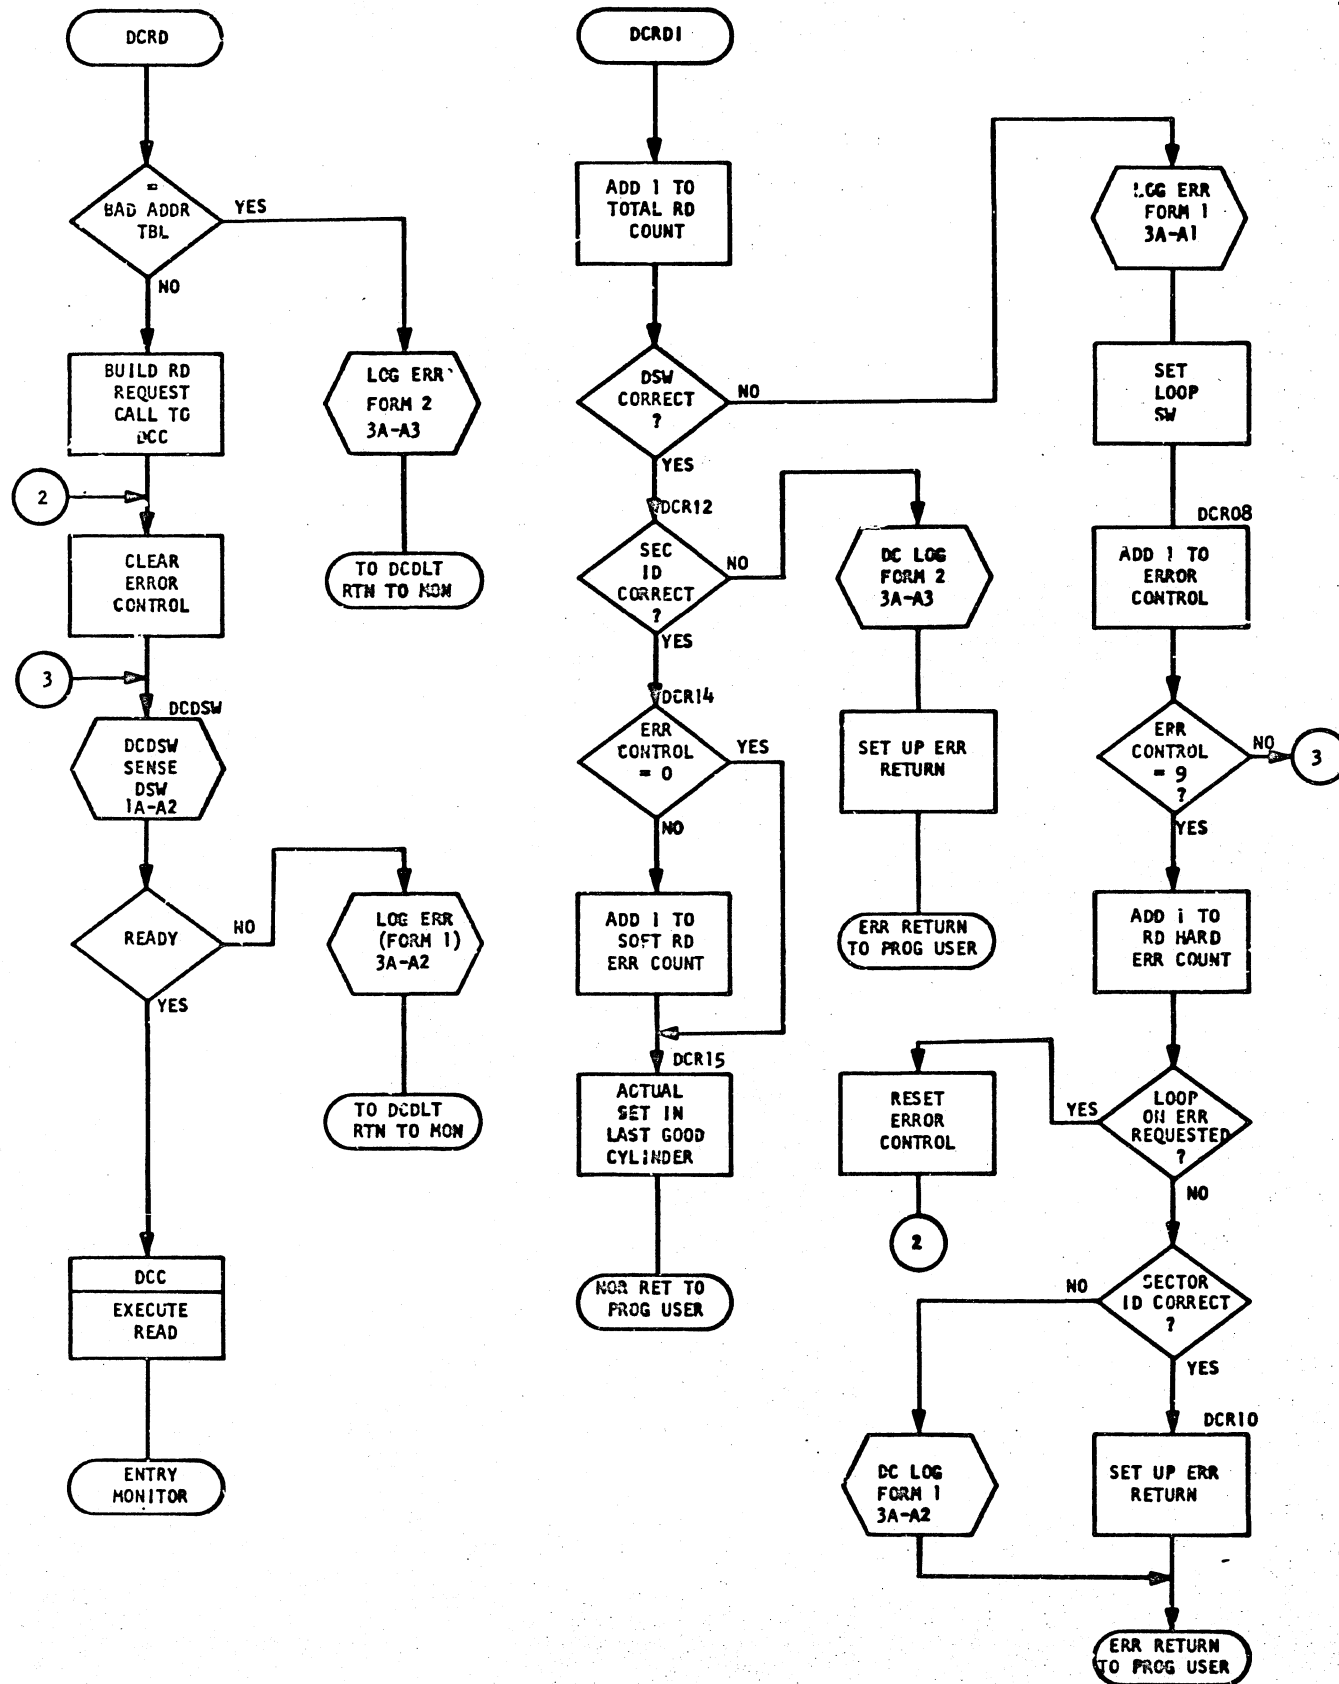 DCRD
=
BAD ADDR
TBL
YES
NO
BUILD RD
REQUEST
CALL TO
DCC
LOG ERR
FORM 2
3A-A3
2
TO DCDLT
RTN TO MON
CLEAR
ERROR
CONTROL
3
DCDSW
DCDSW
SENSE
DSW
1A-A2
READY
NO
YES
LOG ERR
(FORM 1)
3A-A2
TO DCDLT
RTN TO MON
DCC
EXECUTE
READ
ENTRY
MONITOR
DCRD1
ADD 1 TO
TOTAL RD
COUNT
DSW
CORRECT
?
NO
YES
DCR12
SEC
ID
CORRECT
?
NO
YES
DC LOG
FORM 2
3A-A3
SET UP ERR
RETURN
ERR RETURN
TO PROG USER
DCR14
ERR
CONTROL
= 0
YES
NO
ADD 1 TO
SOFT RD
ERR COUNT
DCR15
ACTUAL
SET IN
LAST GOOD
CYLINDER
NOR RET TO
PROG USER
LOG ERR
FORM 1
3A-A1
SET
LOOP
SW
DCR08
ADD 1 TO
ERROR
CONTROL
ERR
CONTROL
= 9
?
NO
3
YES
ADD 1 TO
RD HARD
ERR COUNT
LOOP
ON ERR
REQUESTED
?
YES
NO
RESET
ERROR
CONTROL
2
SECTOR
ID CORRECT
?
NO
YES
DC LOG
FORM 1
3A-A2
DCR10
SET UP ERR
RETURN
ERR RETURN
TO PROG USER